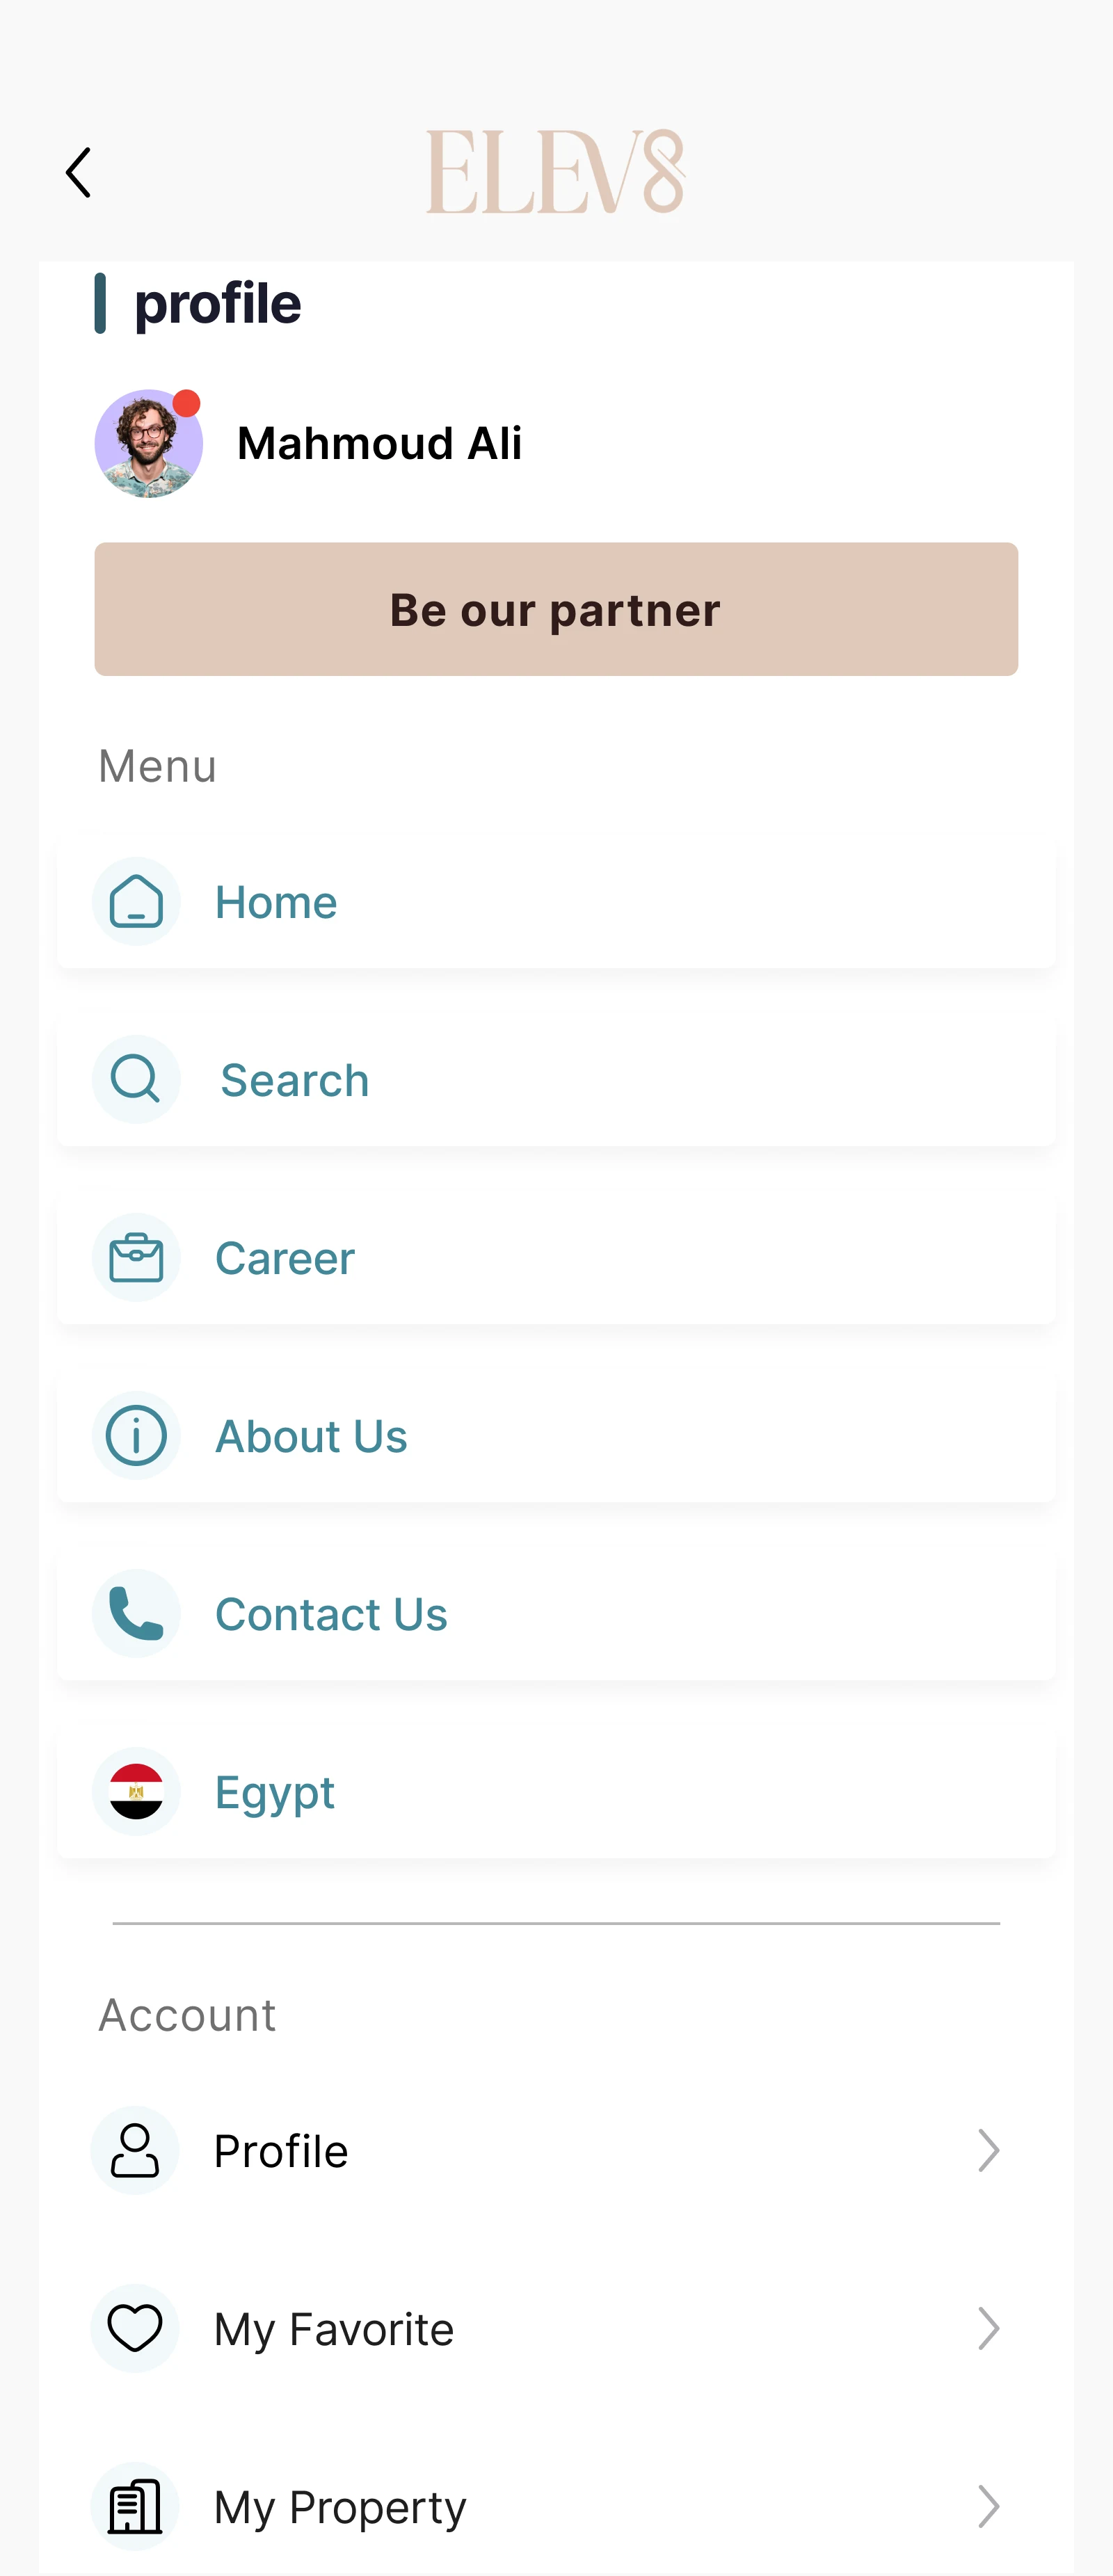 ELEV8
profile
Mahmoud Ali
Be our partner
Menu
Home
Search
Career
About Us
Contact Us
Egypt
Account
Profile
My Favorite
My Property